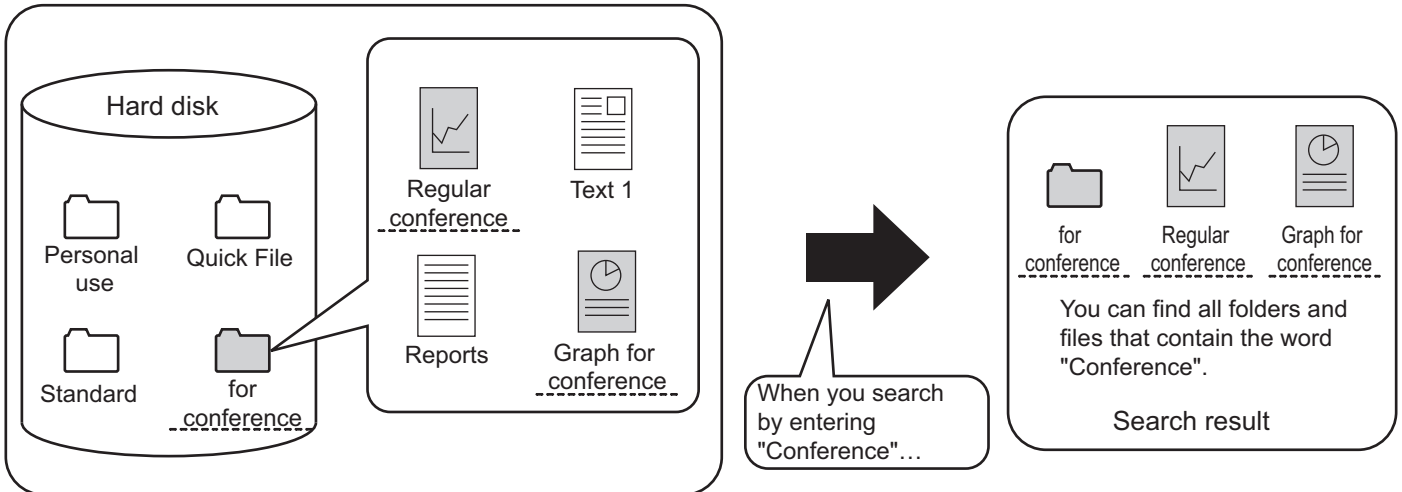 Hard disk
Personal
use
Quick File
Standard
for
conference
Regular
conference
Text 1
Reports
Graph for
conference
When you search
by entering
"Conference"…
for
conference
Regular
conference
Graph for
conference
You can find all folders and
files that contain the word
"Conference".
Search result